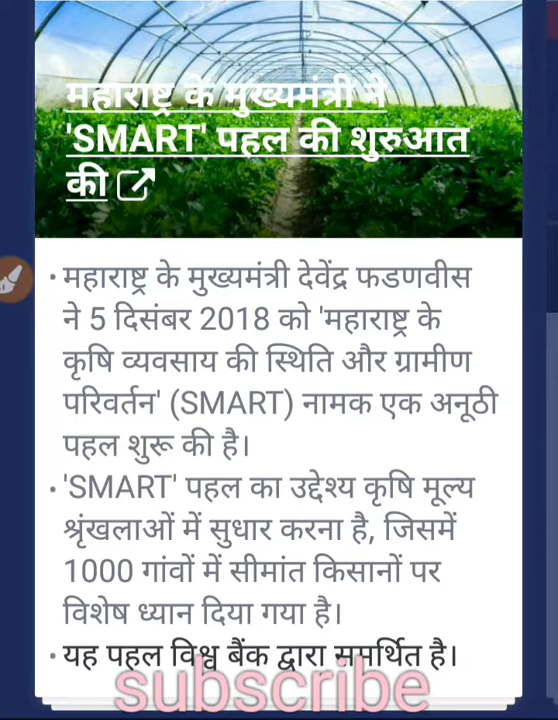 महाराष्ट्र के मुख्यमंत्री ने
'SMART' पहल की शुरुआत
की
• महाराष्ट्र के मुख्यमंत्री देवेंद्र फडणवीस
ने 5 दिसंबर 2018 को 'महाराष्ट्र के
कृषि व्यवसाय की स्थिति और ग्रामीण
परिवर्तन' (SMART) नामक एक अनूठी
पहल शुरू की है।
• 'SMART' पहल का उद्देश्य कृषि मूल्य
श्रृंखलाओं में सुधार करना है, जिसमें
1000 गांवों में सीमांत किसानों पर
विशेष ध्यान दिया गया है।
• यह पहल विश्व बैंक द्वारा समर्थित है।
subscribe